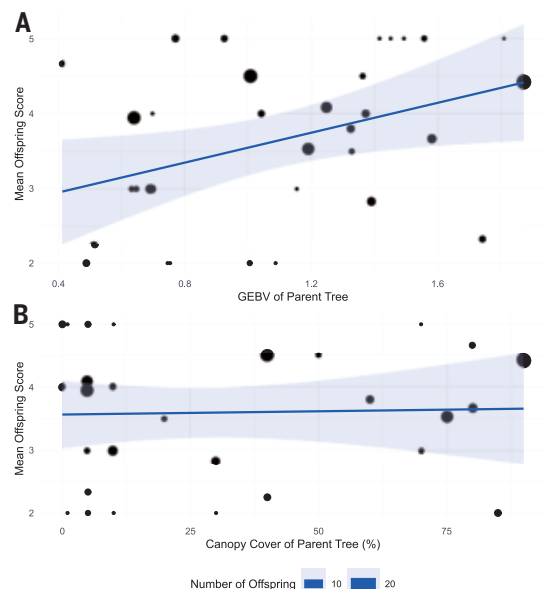 A
5
4
3
2
Mean Offspring Score
0.4 0.8 1.2 1.6
GEBV of Parent Tree
B
5
4
3
2
Mean Offspring Score
0 25 50 75
Canopy Cover of Parent Tree (%)
Number of Offspring 10 20